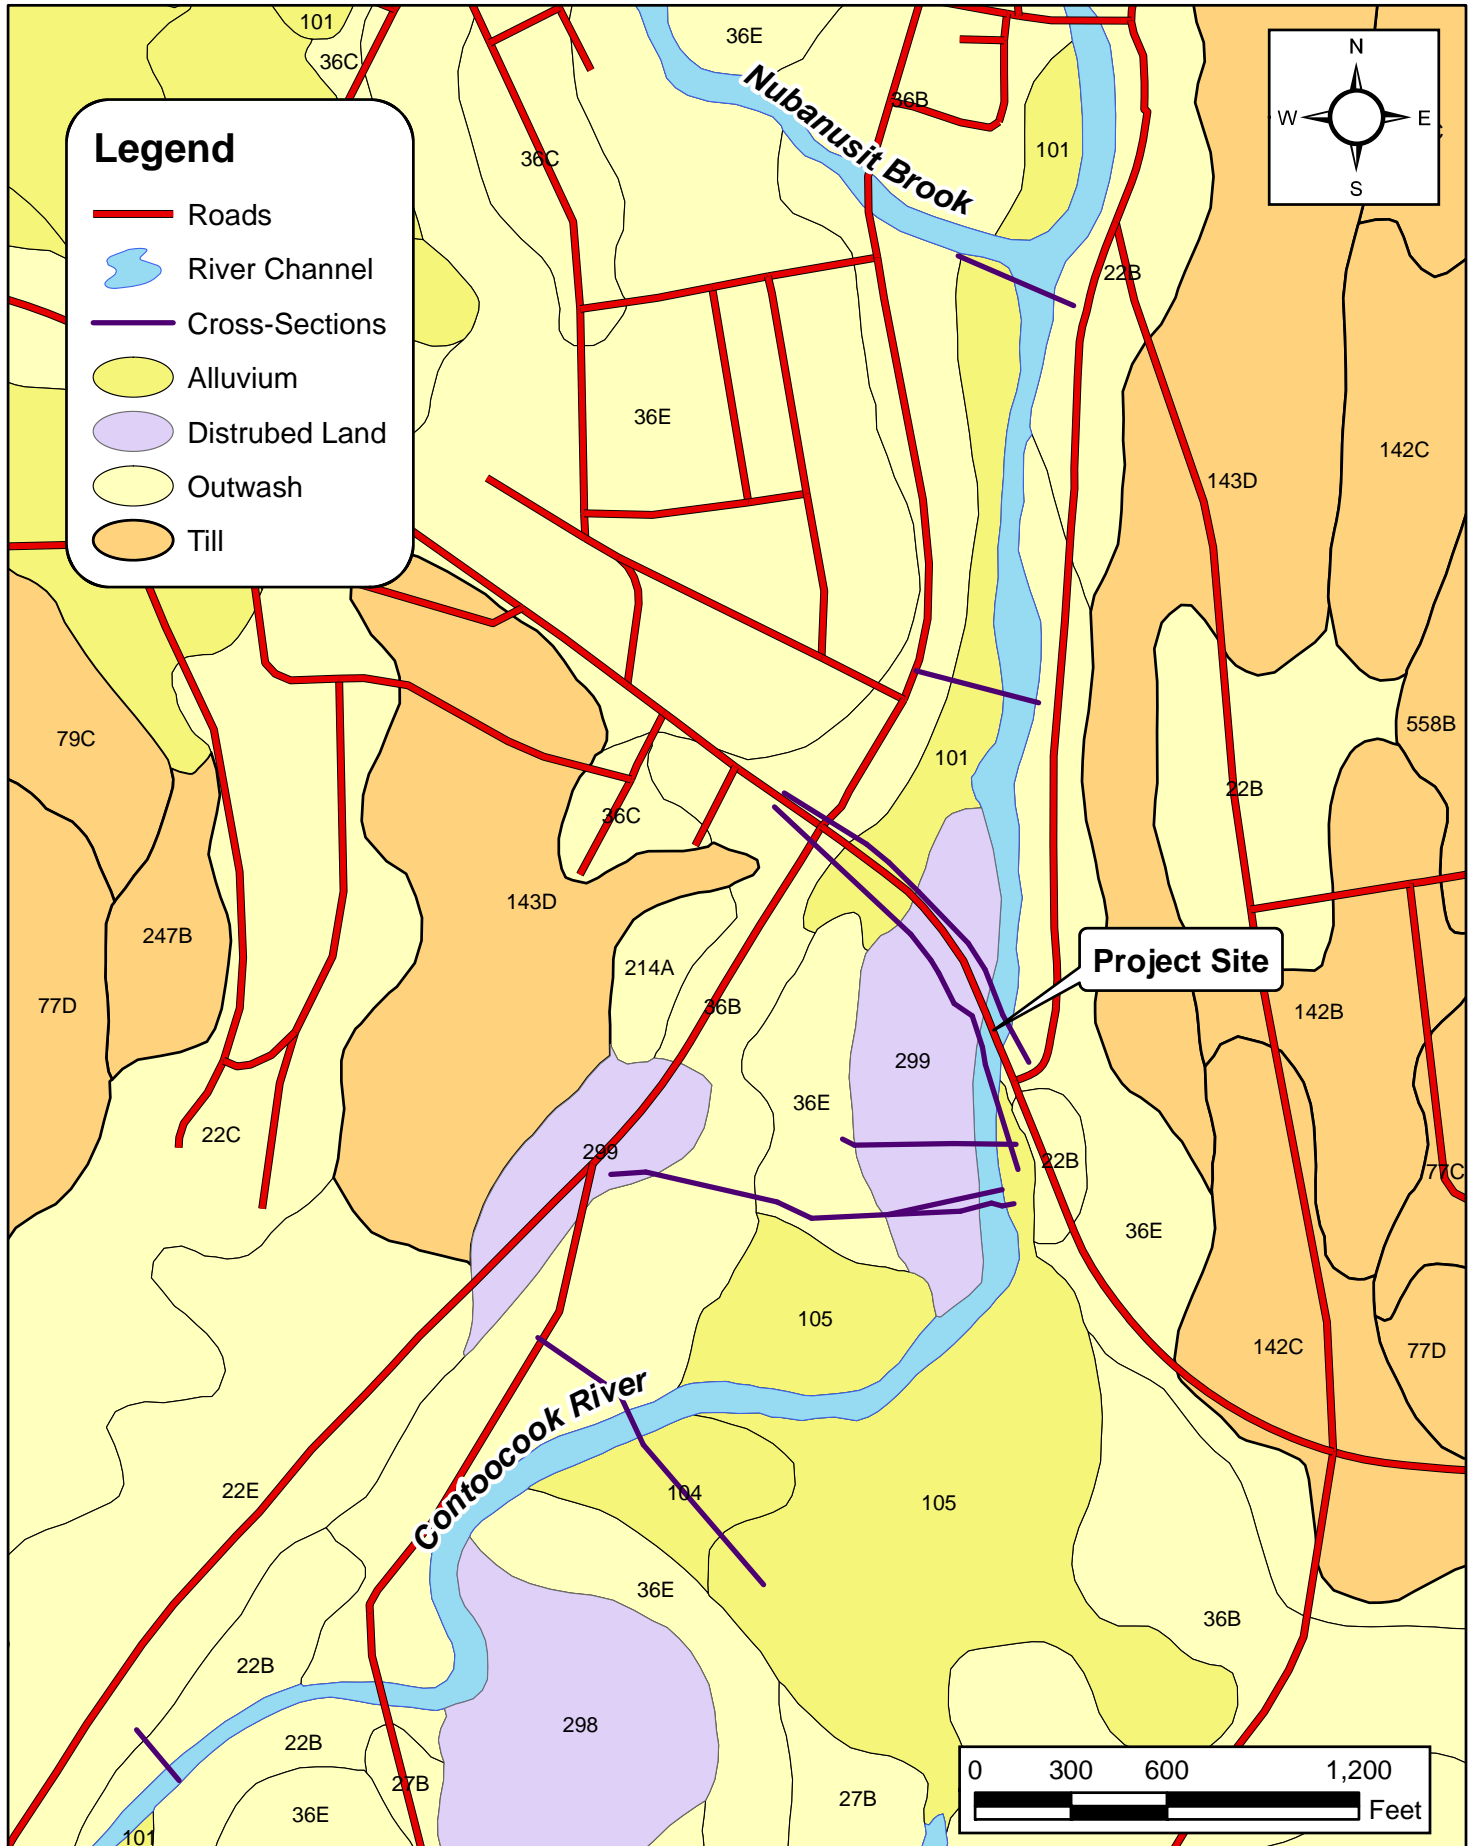 101
36C
36E
36B
101
N
W
E
S
C
Legend
Roads
River Channel
Cross-Sections
Alluvium
Distrubed Land
Outwash
Till
36C
Nubanusit Brook
22B
36E
142C
143D
79C
558B
101
22B
36C
143D
247B
Project Site
214A
77D
36B
142B
299
36E
22C
299
22B
77C
36E
105
142C
77D
Contoocook River
22E
104
105
36E
36B
22B
298
22B
27B
27B
36E
101
0 300 600 1,200
Feet